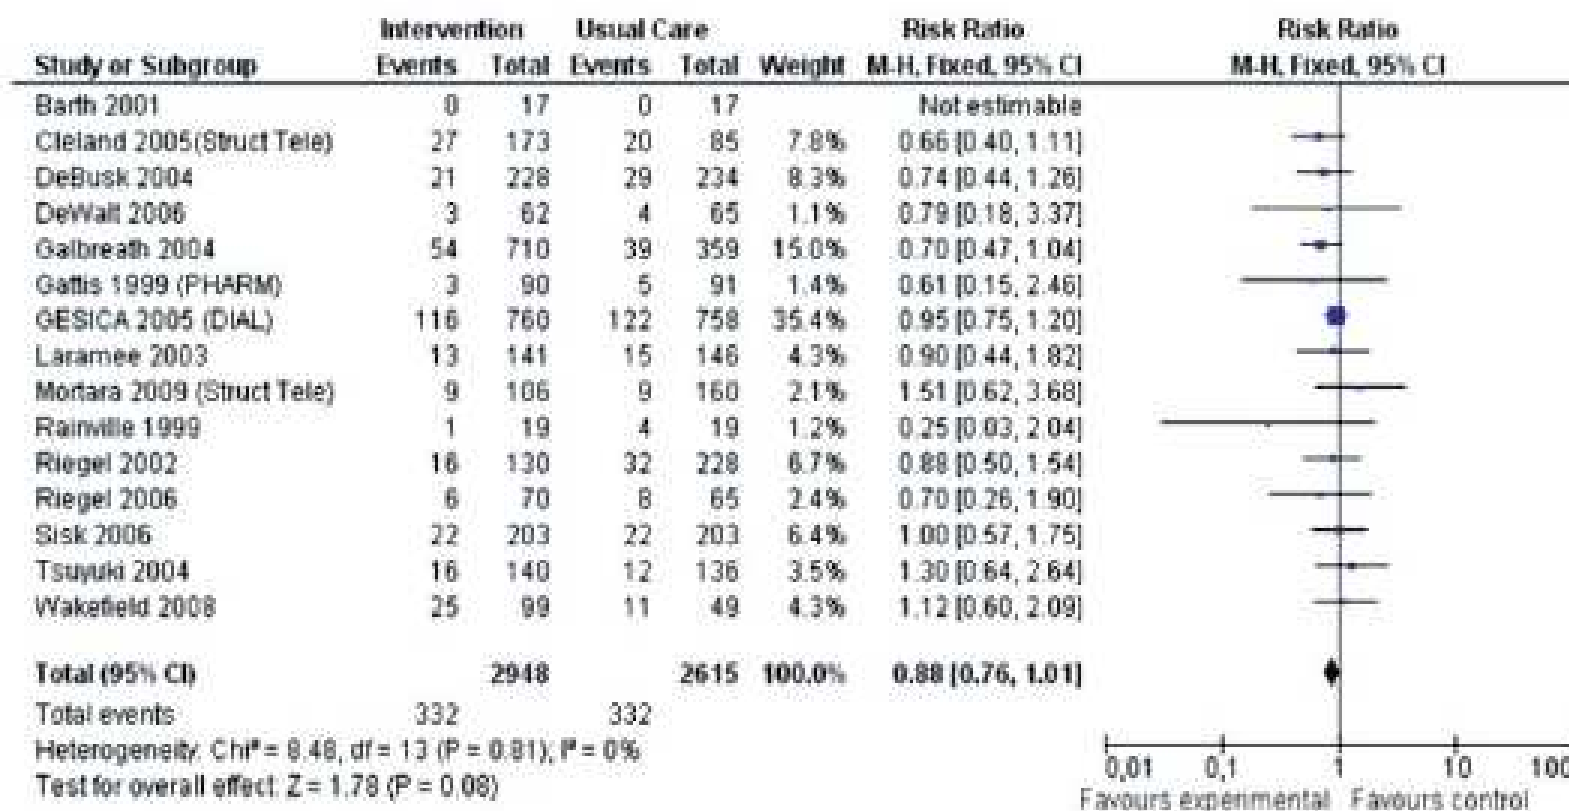 Intervention Usual Care Risk Ratio Risk Ratio
Study or Subgroup Events Total Events Total Weight M-H, Fixed, 95% CI M-H, Fixed, 95% CI
Barth 2001 0 17 0 17 Not estimable
Cleland 2005(Struct Tele) 27 173 20 85 7.8% 0.66 [0.40, 1.11]
DeBusk 2004 21 228 29 234 8.3% 0.74 [0.44, 1.26]
DeWalt 2006 3 62 4 65 1.1% 0.79 [0.18, 3.37]
Galbreath 2004 54 710 39 359 15.0% 0.70 [0.47, 1.04]
Gattis 1999 (PHARM) 3 90 5 91 1.4% 0.61 [0.15, 2.46]
GESICA 2005 (DIAL) 116 760 122 758 35.4% 0.95 [0.75, 1.20]
Laramee 2003 13 141 15 146 4.3% 0.90 [0.44, 1.82]
Mortara 2009 (Struct Tele) 9 106 9 160 2.1% 1.51 [0.62, 3.68]
Rainville 1999 1 19 4 19 1.2% 0.25 [0.03, 2.04]
Riegel 2002 16 130 32 228 6.7% 0.88 [0.50, 1.54]
Riegel 2006 6 70 8 65 2.4% 0.70 [0.26, 1.90]
Sisk 2006 22 203 22 203 6.4% 1.00 [0.57, 1.75]
Tsuyuki 2004 16 140 12 136 3.5% 1.30 [0.64, 2.64]
Wakefield 2008 25 99 11 49 4.3% 1.12 [0.60, 2.09]
Total (95% CI) 2948 2615 100.0% 0.88 [0.76, 1.01]
Total events 332 332
Heterogeneity: Chi² = 8.48, df = 13 (P = 0.81); I² = 0%
Test for overall effect: Z = 1.78 (P = 0.08)
0,01 0,1 1 10 100
Favours experimental Favours control